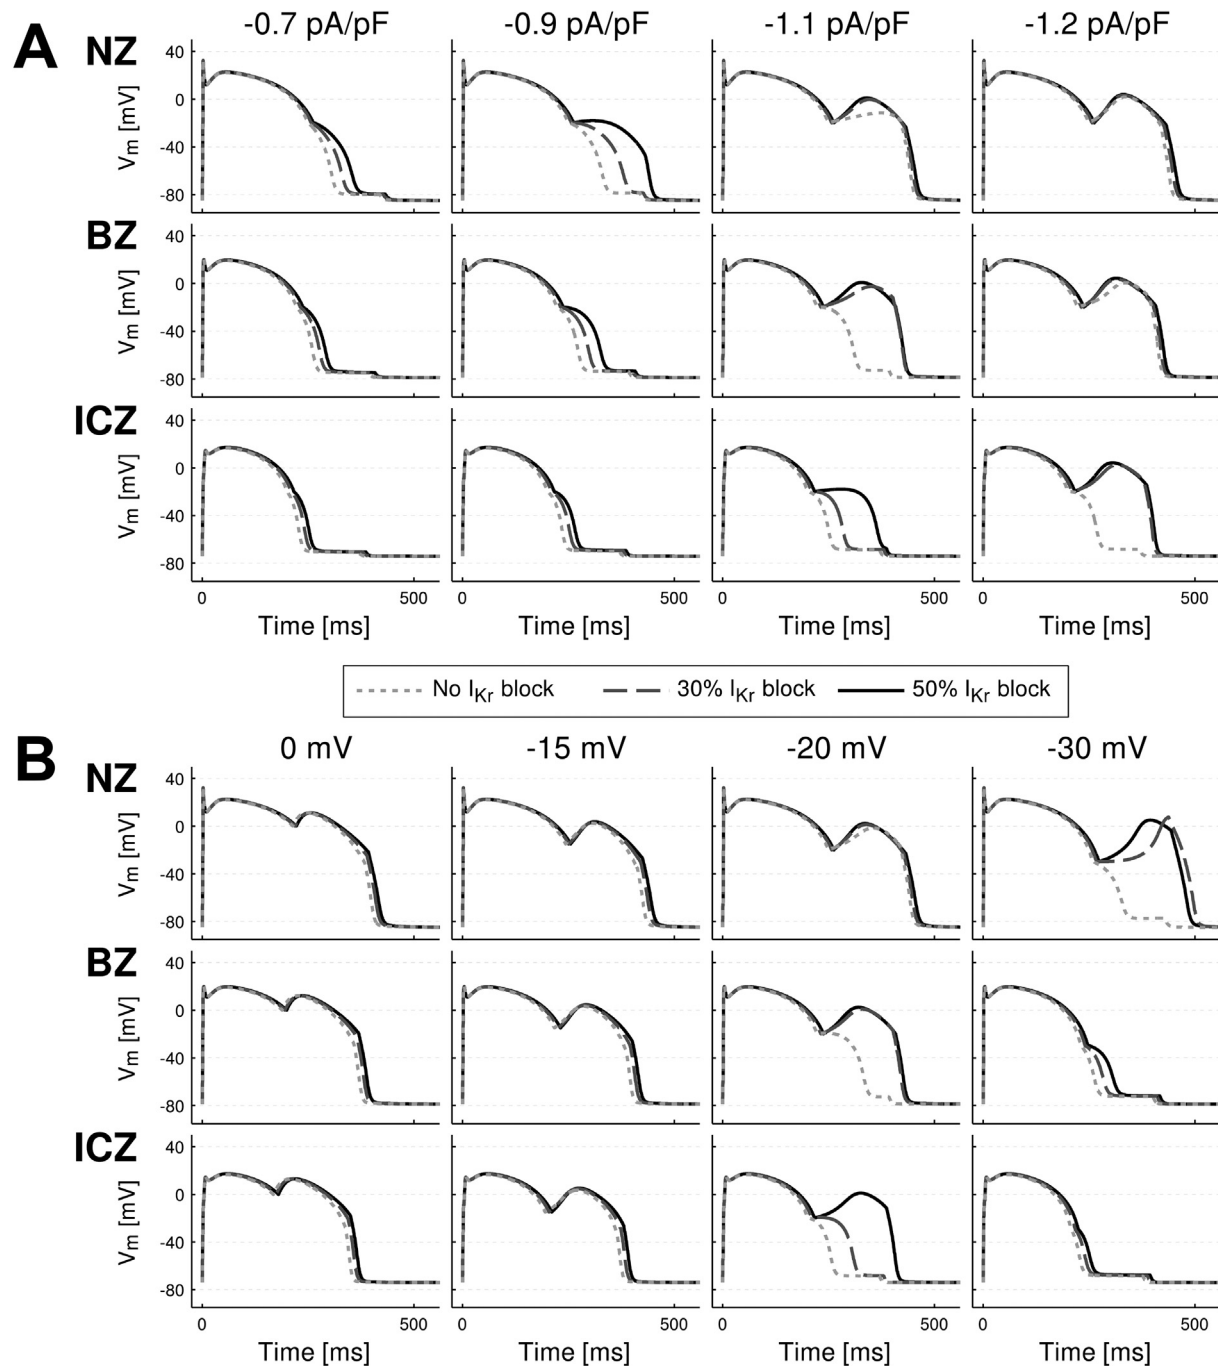 A
-0.7 pA/pF -0.9 pA/pF -1.1 pA/pF -1.2 pA/pF
NZ
40
0
-40
-80
Vm [mV]
BZ
40
0
-40
-80
Vm [mV]
ICZ
40
0
-40
-80
Vm [mV]
0 500 0 500 0 500 0 500
Time [ms] Time [ms] Time [ms] Time [ms]
No IKr block 30% IKr block 50% IKr block
B
0 mV -15 mV -20 mV -30 mV
NZ
40
0
-40
-80
Vm [mV]
BZ
40
0
-40
-80
Vm [mV]
ICZ
40
0
-40
-80
Vm [mV]
0 500 0 500 0 500 0 500
Time [ms] Time [ms] Time [ms] Time [ms]